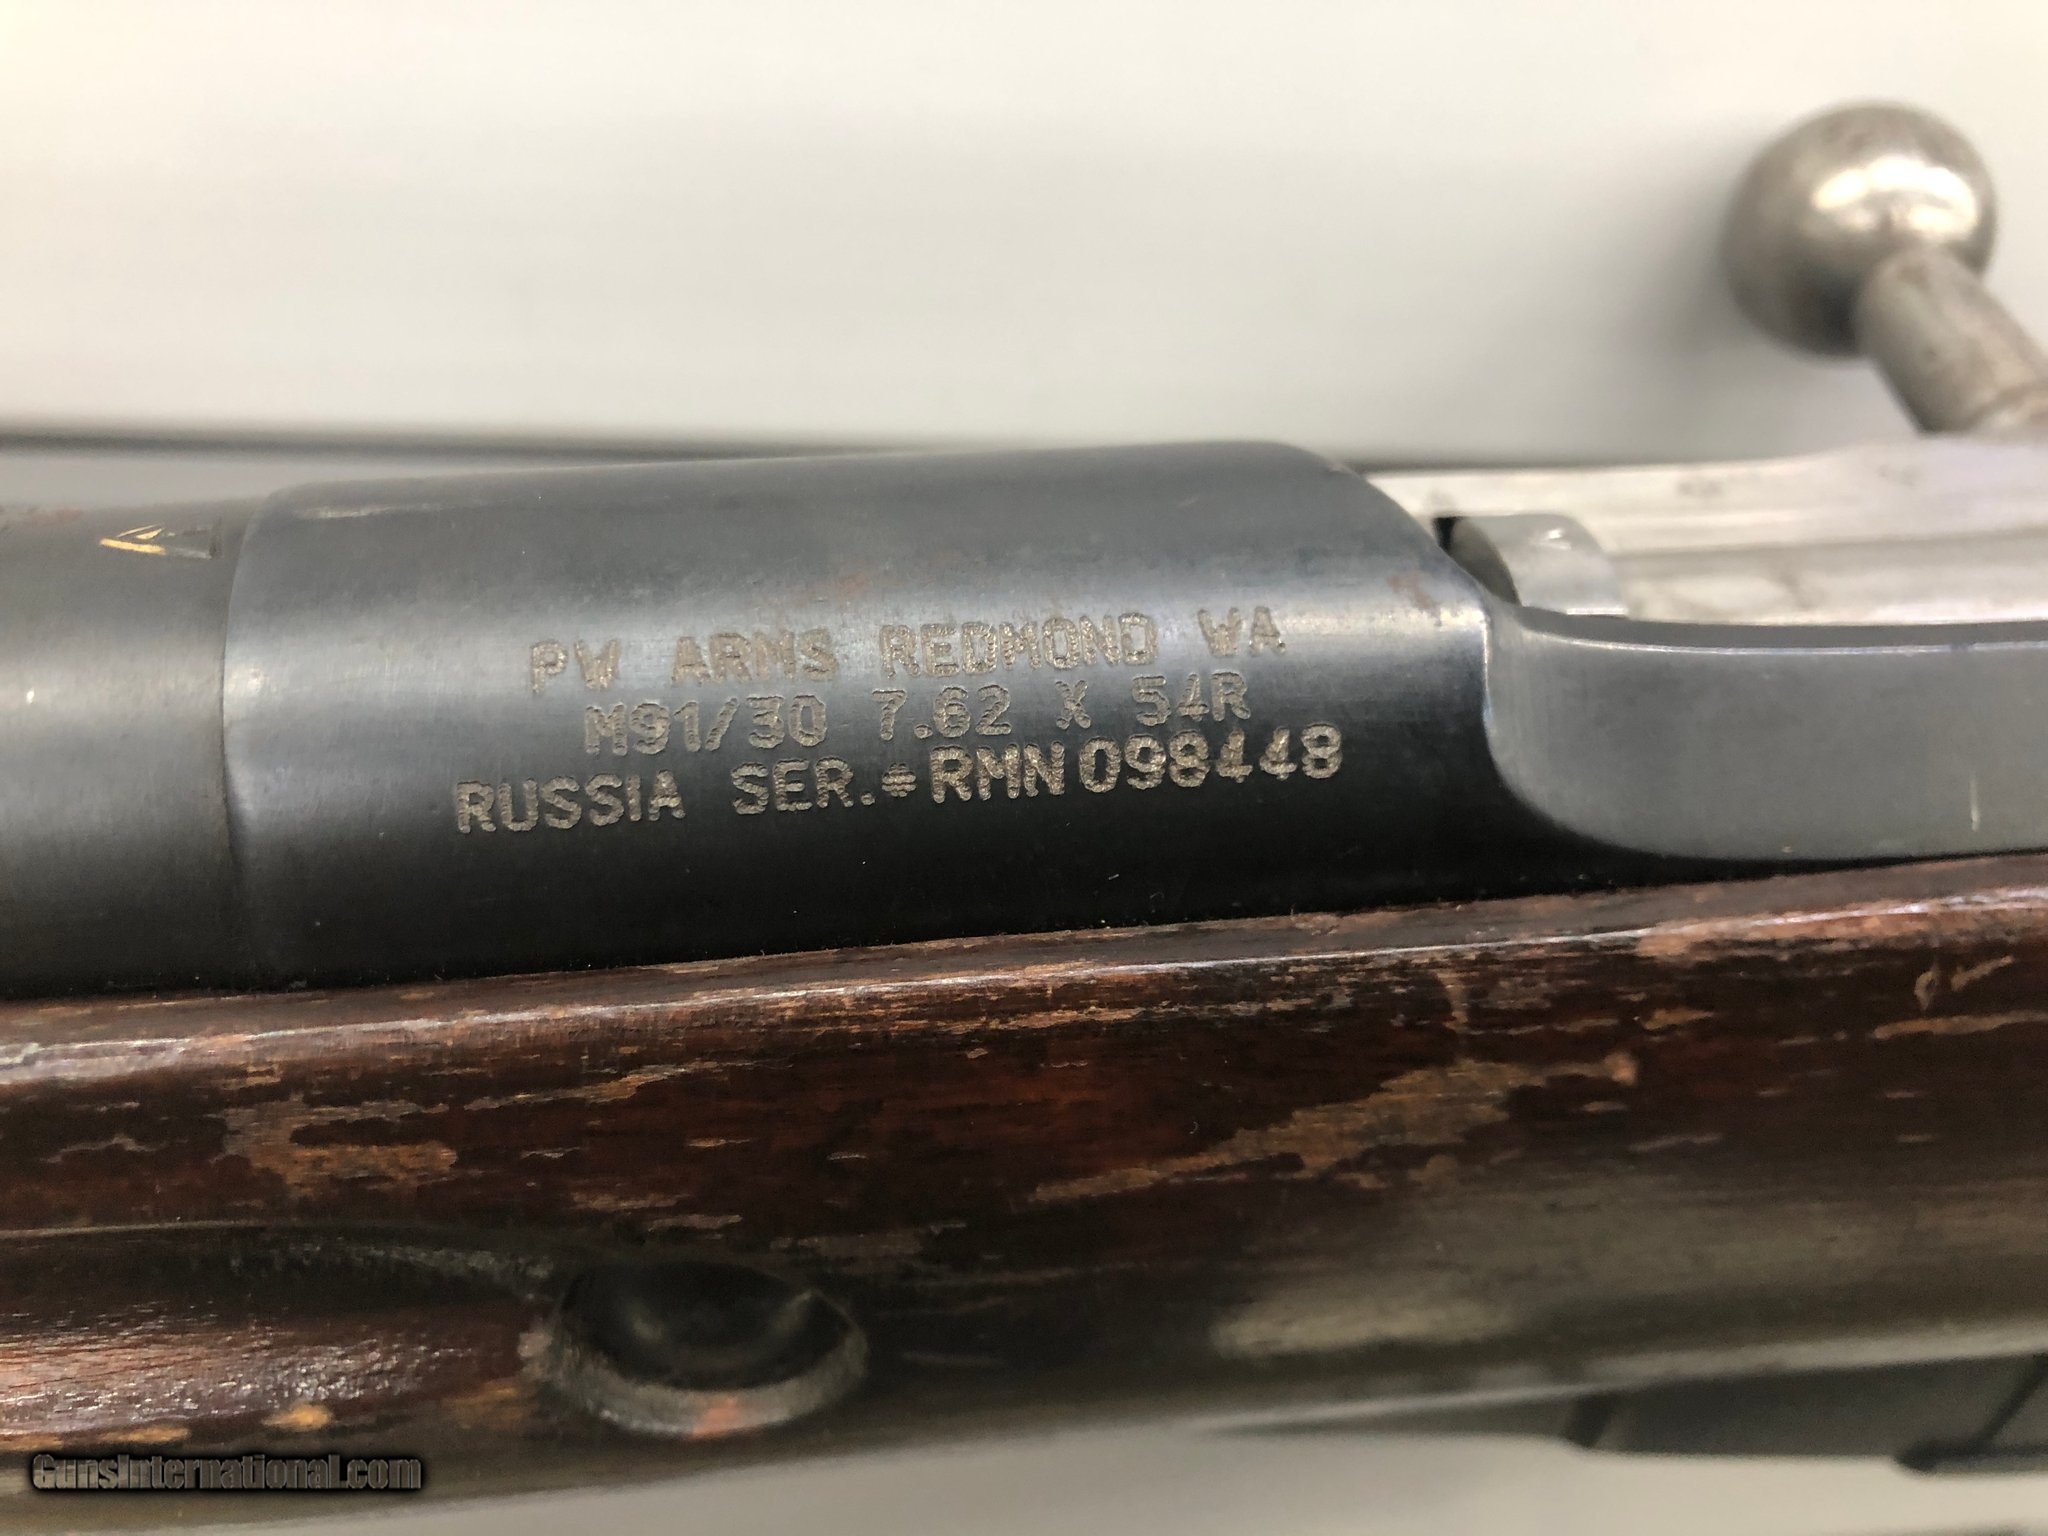 PW ARMS REDMOND WA
M91/30 7.62 X 54R
RUSSIA SER.#RMN098448
GunsInternational.com